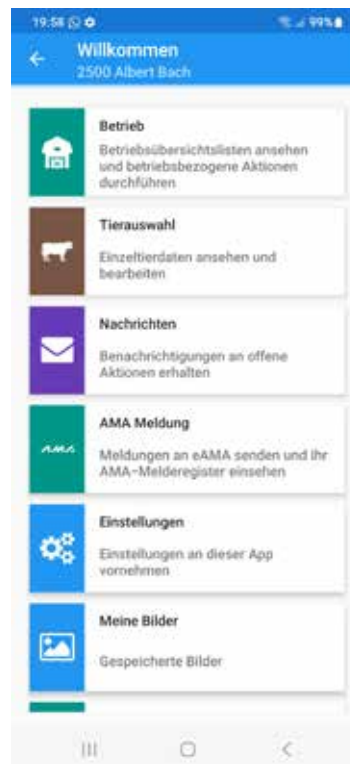 19:58
99%
Willkommen
2500 Albert Bach
Betrieb
Betriebsübersichtslisten ansehen
und betriebsbezogene Aktionen
durchführen
Tierauswahl
Einzeltierdaten ansehen und
bearbeiten
Nachrichten
Benachrichtigungen an offene
Aktionen erhalten
AMA Meldung
AMA
Meldungen an eAMA senden und Ihr
AMA-Melderegister einsehen
Einstellungen
Einstellungen an dieser App
vornehmen
Meine Bilder
Gespeicherte Bilder